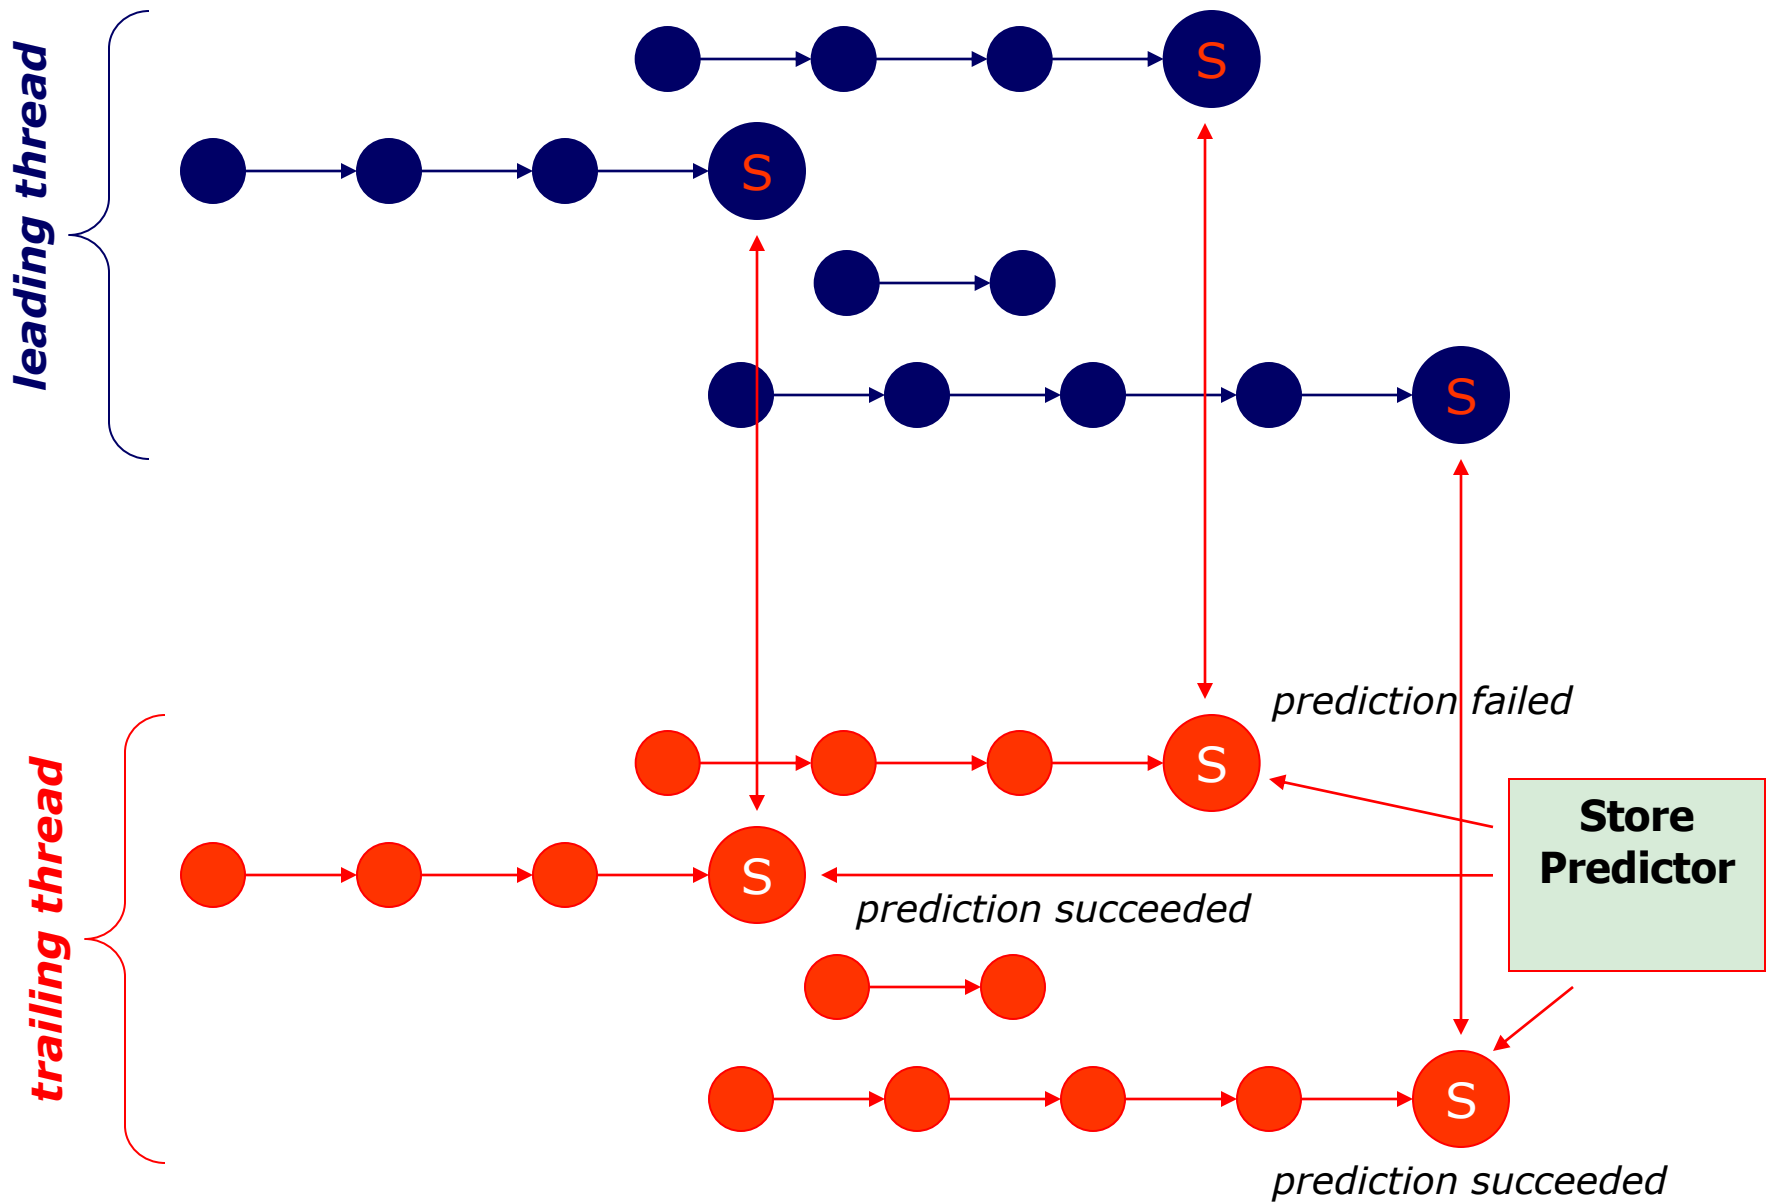 leading thread
S
S
S
prediction failed
trailing thread
S
Store
Predictor
S
prediction succeeded
S
prediction succeeded